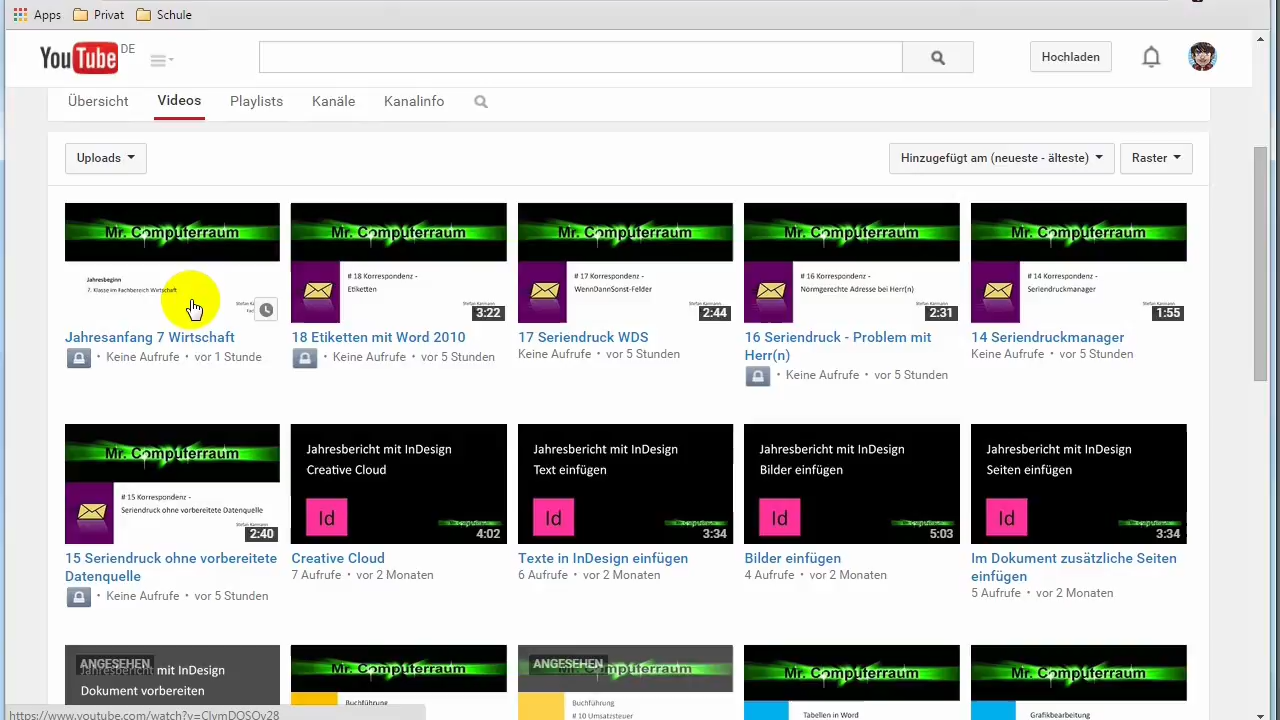 Apps Privat Schule
YouTube DE
Hochladen
Übersicht Videos Playlists Kanäle Kanalinfo
Uploads
Hinzugefügt am (neueste - älteste) Raster
Mr. Computerraum
Jahresbeginn
7. Klasse im Fachbereich Wirtschaft
Jahresanfang 7 Wirtschaft
• Keine Aufrufe • vor 1 Stunde
Mr. Computerraum
# 18 Korrespondenz -
Etiketten
3:22
18 Etiketten mit Word 2010
• Keine Aufrufe • vor 5 Stunden
Mr. Computerraum
# 17 Korrespondenz -
WennDannSonst-Felder
2:44
17 Seriendruck WDS
Keine Aufrufe • vor 5 Stunden
Mr. Computerraum
# 16 Korrespondenz -
Normgerechte Adresse bei Herr(n)
2:31
16 Seriendruck - Problem mit
Herr(n)
• Keine Aufrufe • vor 5 Stunden
Mr. Computerraum
# 14 Korrespondenz -
Seriendruckmanager
1:55
14 Seriendruckmanager
Keine Aufrufe • vor 5 Stunden
Mr. Computerraum
# 15 Korrespondenz -
Seriendruck ohne vorbereitete Datenquelle
2:40
15 Seriendruck ohne vorbereitete
Datenquelle
• Keine Aufrufe • vor 5 Stunden
Jahresbericht mit InDesign
Creative Cloud
Id
4:02
Creative Cloud
7 Aufrufe • vor 2 Monaten
Jahresbericht mit InDesign
Text einfügen
Id
3:34
Texte in InDesign einfügen
6 Aufrufe • vor 2 Monaten
Jahresbericht mit InDesign
Bilder einfügen
Id
5:03
Bilder einfügen
4 Aufrufe • vor 2 Monaten
Jahresbericht mit InDesign
Seiten einfügen
Id
3:34
Im Dokument zusätzliche Seiten
einfügen
5 Aufrufe • vor 2 Monaten
ANGESEHEN
Jahresbericht mit InDesign
Dokument vorbereiten
Mr. Computerraum
Buchführung
ANGESEHEN
Mr. Computerraum
Buchführung
# 10 Umsatzsteuer
Mr. Computerraum
Tabellen in Word
Mr. Computerraum
Grafikbearbeitung